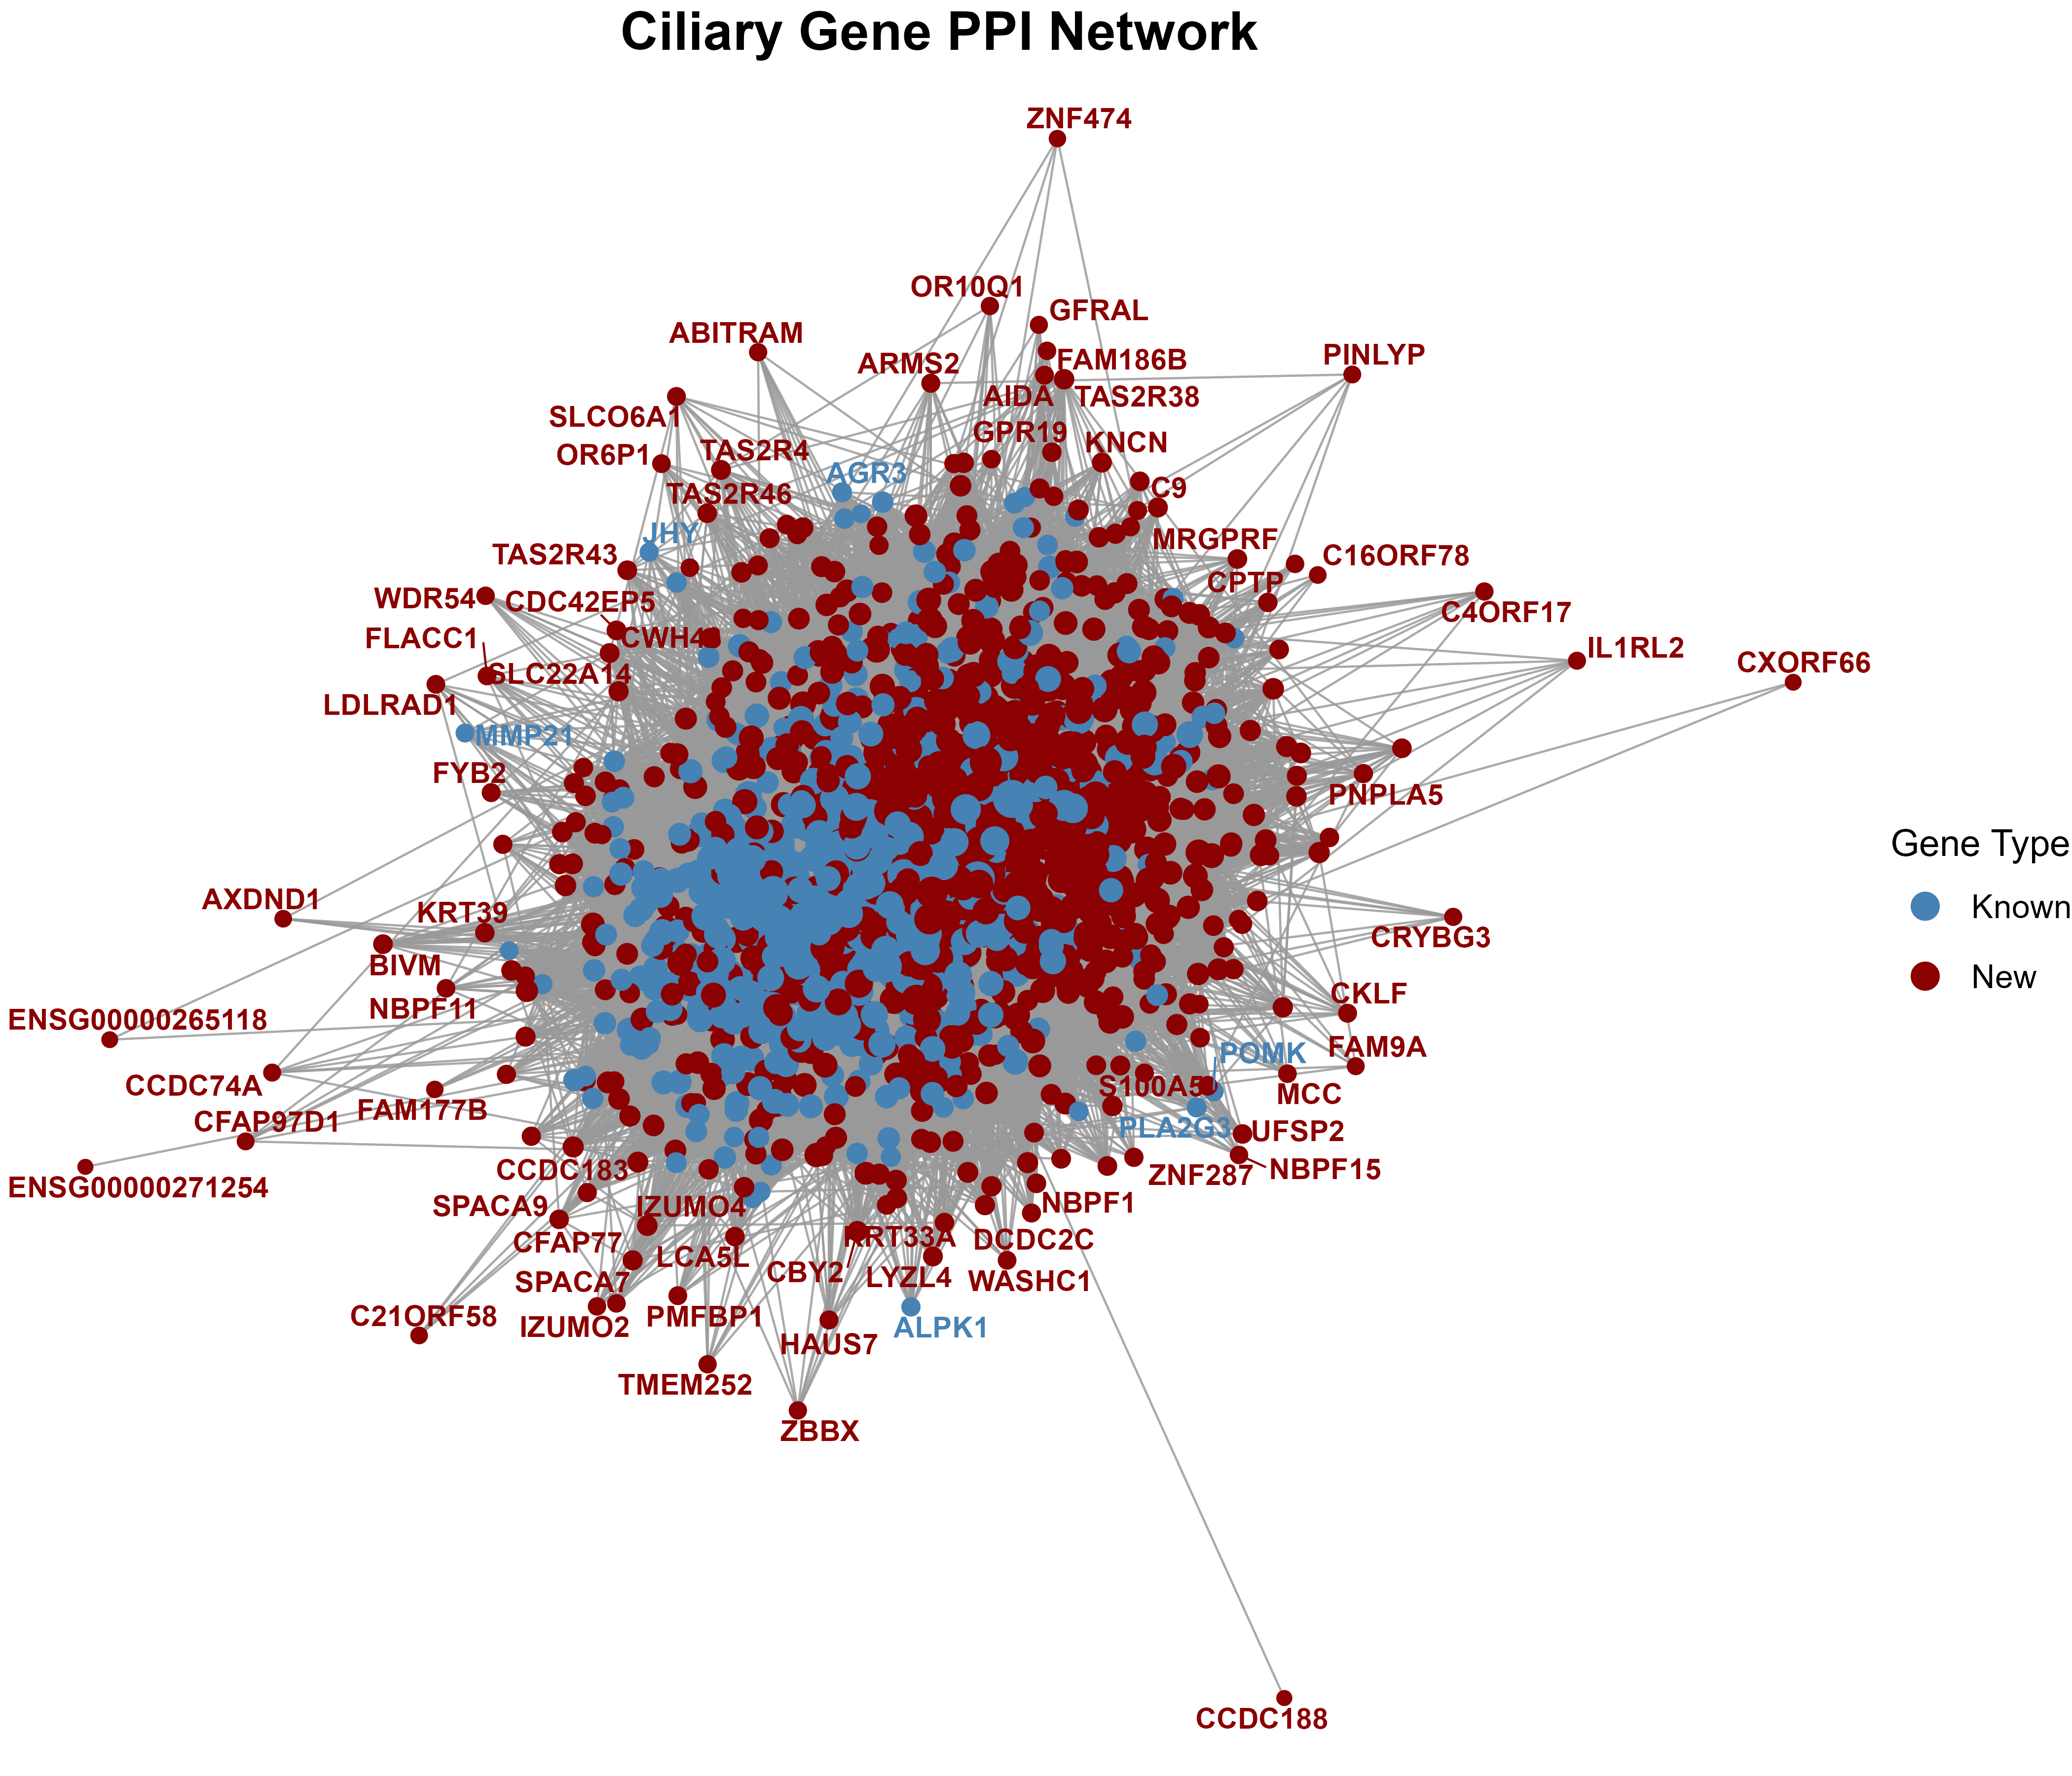 Ciliary Gene PPI Network
ZNF474
OR10Q1
GFRAL
ABITRAM
ARMS2
FAM186B
PINLYP
AIDA
TAS2R38
SLCO6A1
GPR19
KNCN
OR6P1
TAS2R4
AGR3
TAS2R46
C9
JHY
MRGPRF
TAS2R43
C16ORF78
CPTP
WDR54
CDC42EP5
C4ORF17
FLACC1
IL1RL2
CXORF66
SLC22A14
LDLRAD1
MMP21
FYB2
PNPLA5
Gene Type
Known
New
AXDND1
KRT39
CRYBG3
BIVM
NBPF11
CKLF
ENSG00000265118
FAM9A
POMK
CCDC74A
S100A5
MCC
FAM177B
CFAP97D1
PLA2G3
UFSP2
ENSG00000271254
CCDC183
ZNF287
NBPF15
SPACA9
IZUMO4
NBPF1
CFAP77
LCA5L
KRT33A
DCDC2C
CBY2
LYZL4
WASHC1
SPACA7
C21ORF58
IZUMO2
PMFBP1
ALPK1
HAUS7
TMEM252
ZBBX
CCDC188